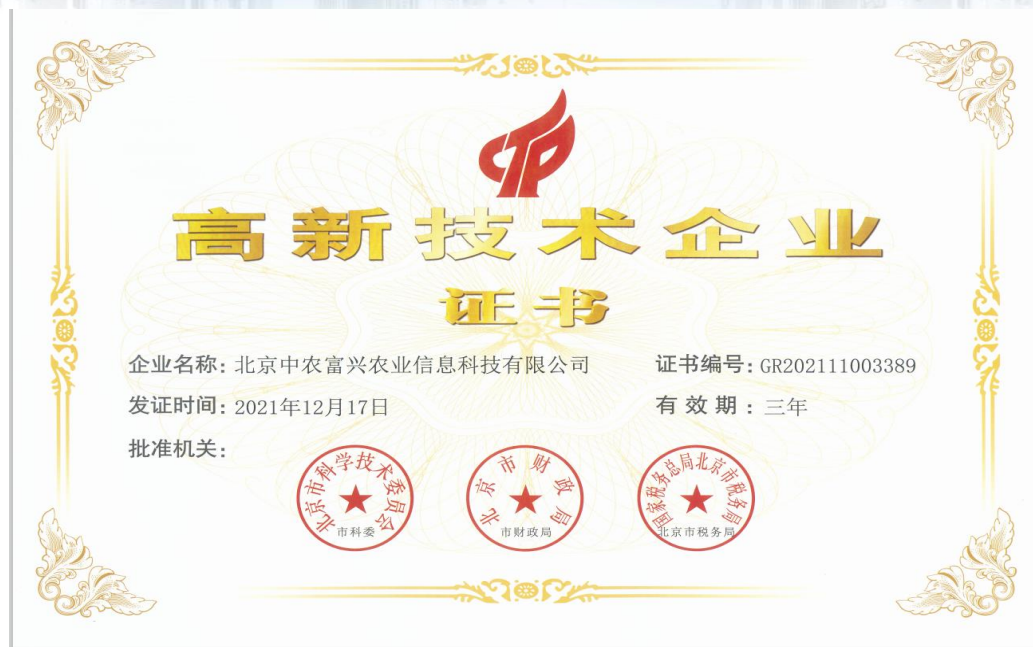 高新技术企业
证书
企业名称：北京中农富兴农业信息科技有限公司
证书编号：GR202111003389
发证时间：2021年12月17日
有效期：三年
批准机关：
北京市科学技术委员会
市科委
北京市财政局
市财政局
国家税务总局北京市税务局
北京市税务局